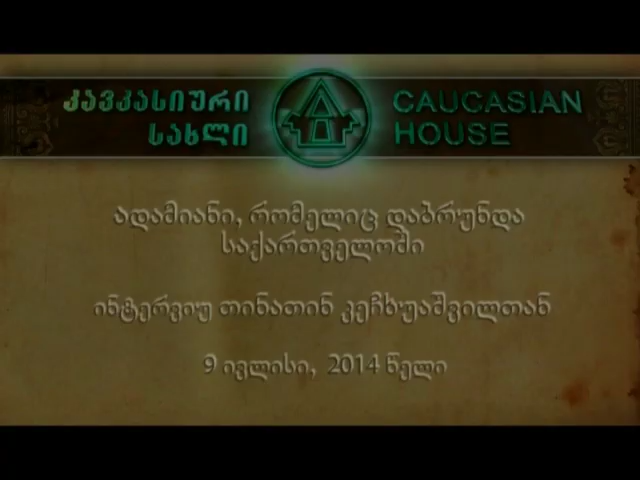 კავკასიური
სახლი
CAUCASIAN
HOUSE
ადამიანი, რომელიც დაბრუნდა
საქართველოში
ინტერვიუ თინათინ კეჩხუაშვილთან
9 ივლისი, 2014 წელი